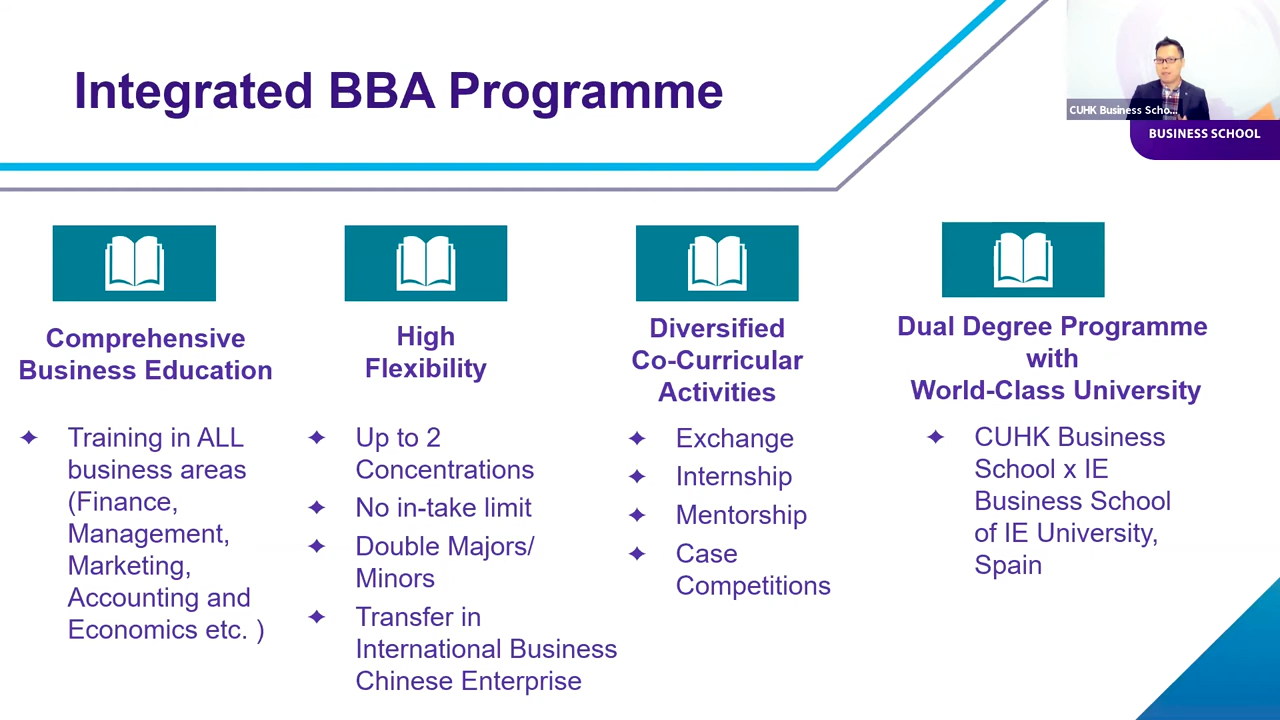 Integrated BBA Programme
CUHK Business Scho...
BUSINESS SCHOOL
Comprehensive
Business Education
✦ Training in ALL
business areas
(Finance,
Management,
Marketing,
Accounting and
Economics etc. )
High
Flexibility
✦ Up to 2
Concentrations
✦ No in-take limit
✦ Double Majors/
Minors
✦ Transfer in
International Business
Chinese Enterprise
Diversified
Co-Curricular
Activities
✦ Exchange
✦ Internship
✦ Mentorship
✦ Case
Competitions
Dual Degree Programme
with
World-Class University
✦ CUHK Business
School x IE
Business School
of IE University,
Spain